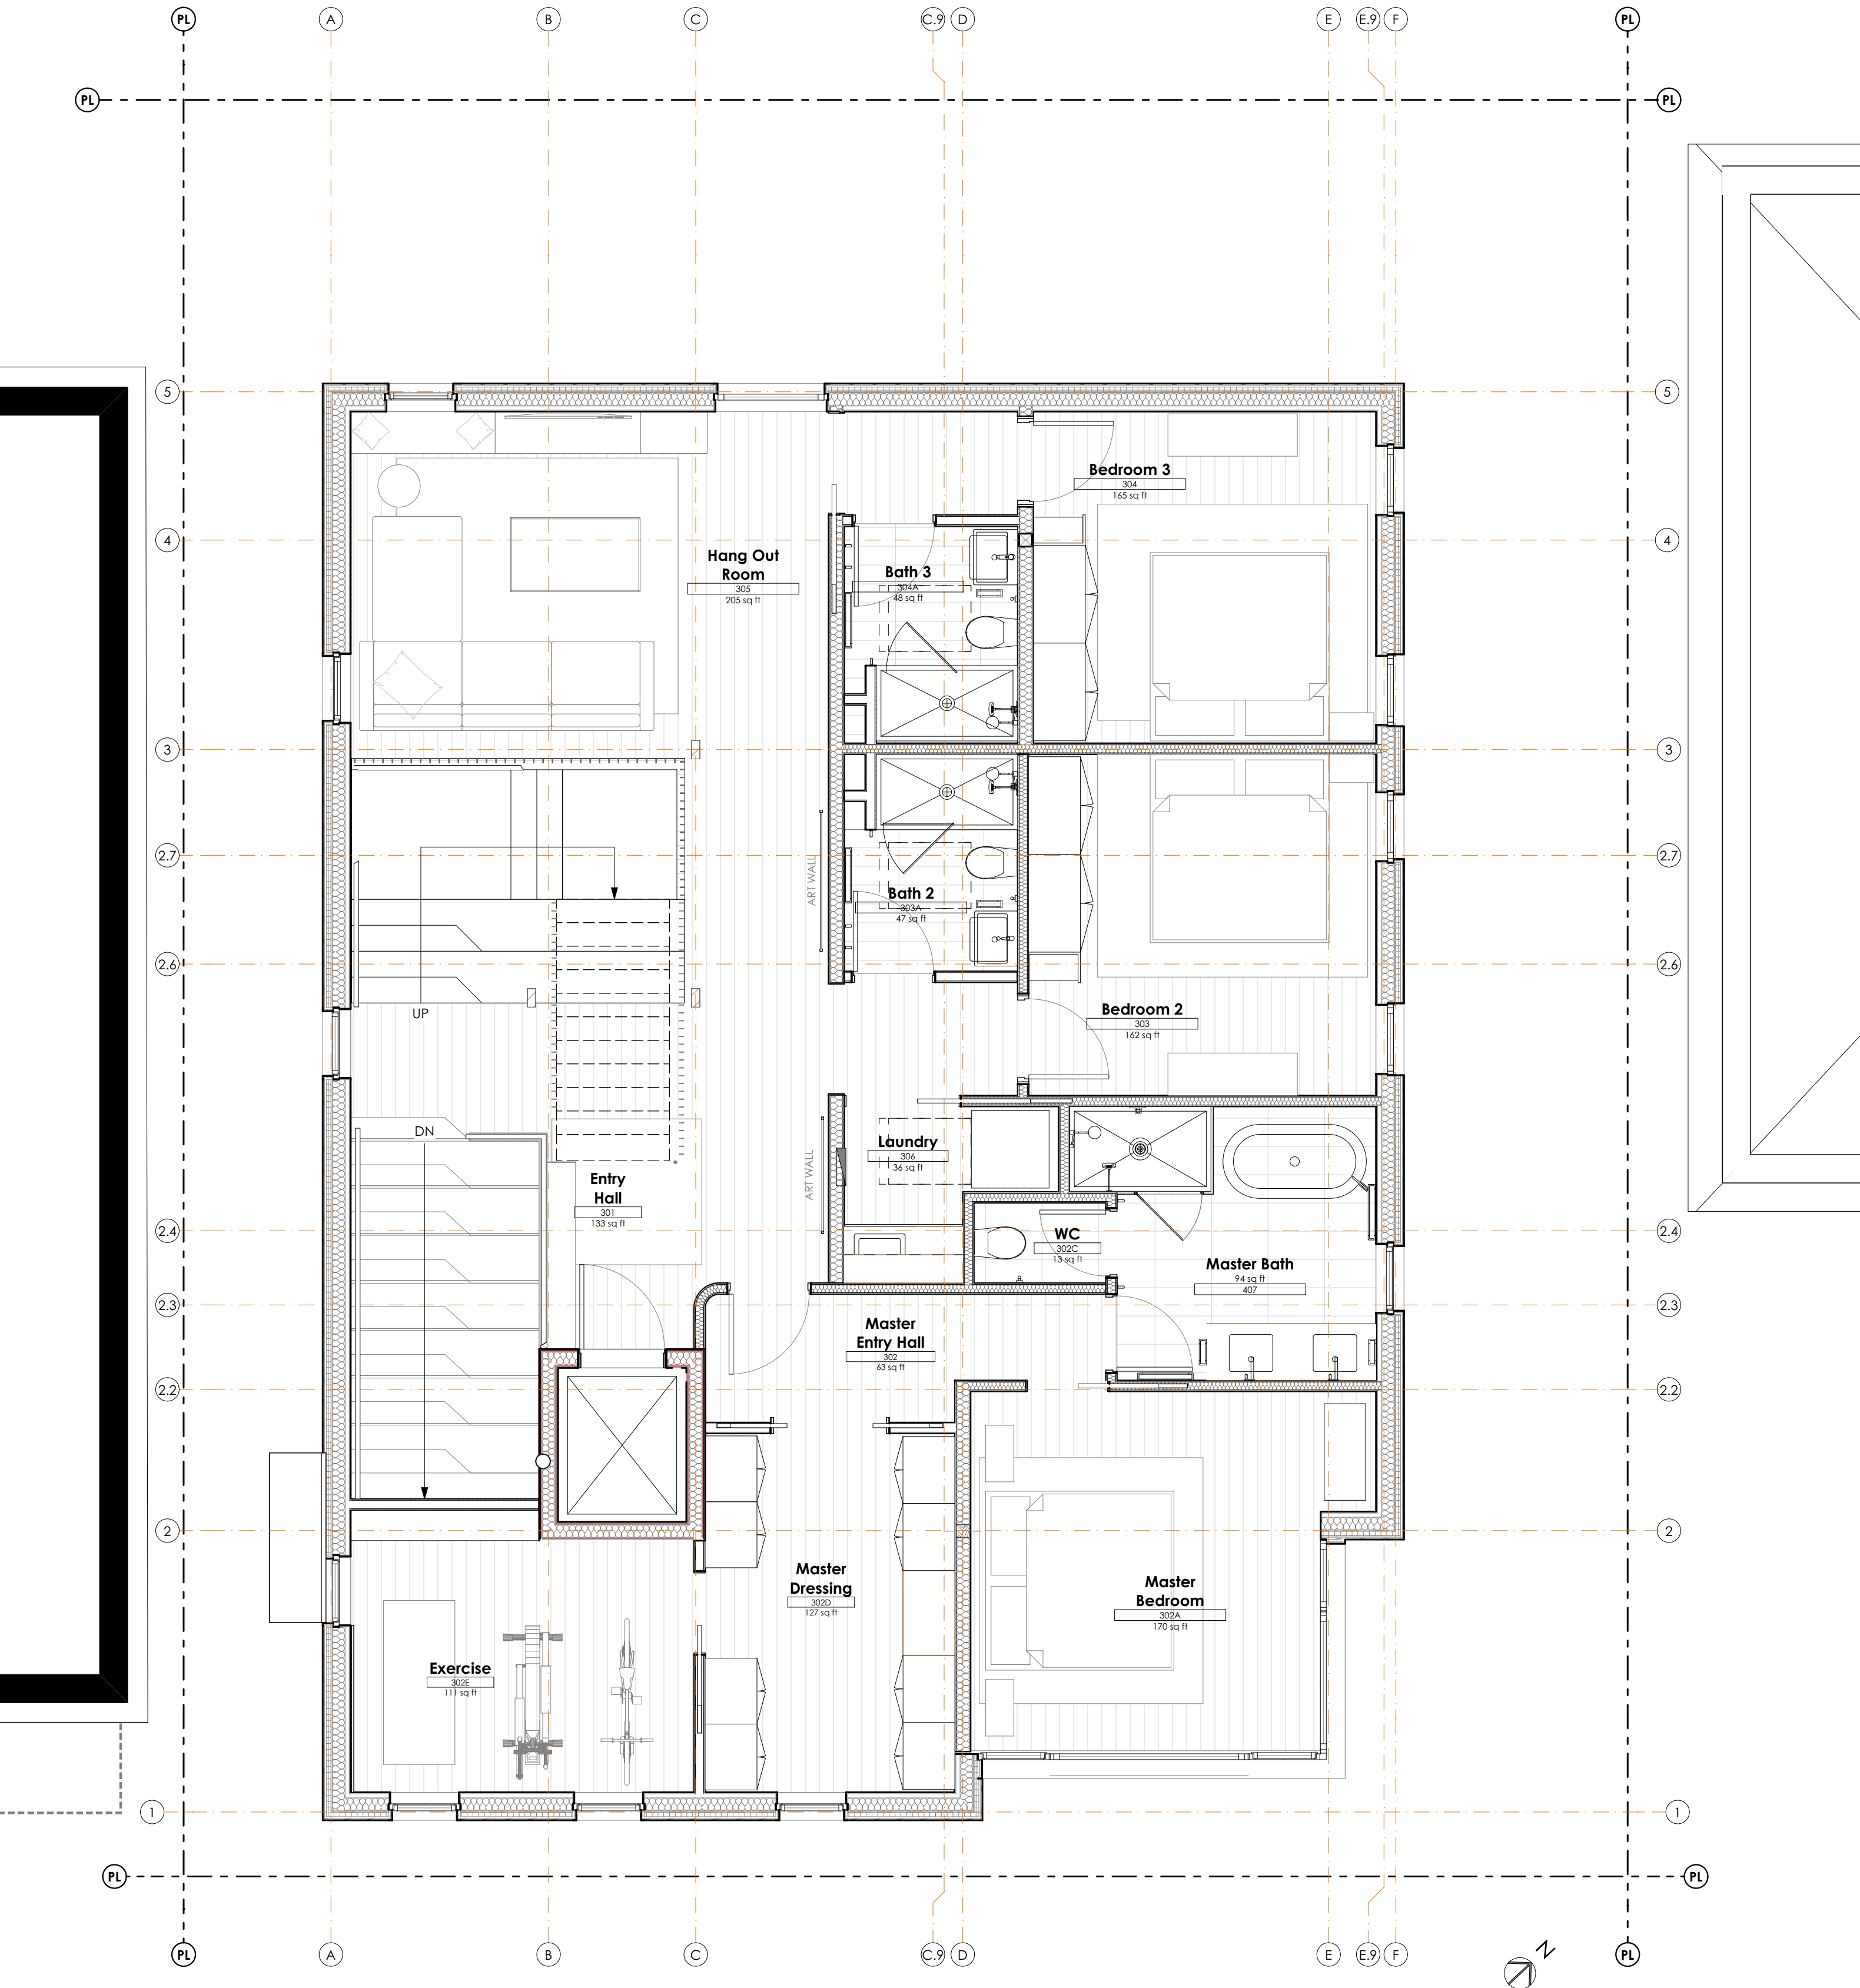 PL
A
B
C
C.9
D
E
E.9
F
PL
PL
PL
5
5
Bedroom 3
304
165 sq ft
4
4
Hang Out
Room
305
205 sq ft
Bath 3
304A
48 sq ft
3
3
2.7
2.7
ART WALL
Bath 2
303A
47 sq ft
2.6
2.6
UP
Bedroom 2
303
162 sq ft
DN
Laundry
306
36 sq ft
ART WALL
Entry
Hall
301
133 sq ft
2.4
2.4
WC
302C
13 sq ft
Master Bath
94 sq ft
407
2.3
2.3
Master
Entry Hall
302
63 sq ft
2.2
2.2
2
2
Master
Dressing
302D
127 sq ft
Master
Bedroom
302A
170 sq ft
Exercise
302E
111 sq ft
1
1
PL
PL
PL
A
B
C
C.9
D
E
E.9
F
PL
N